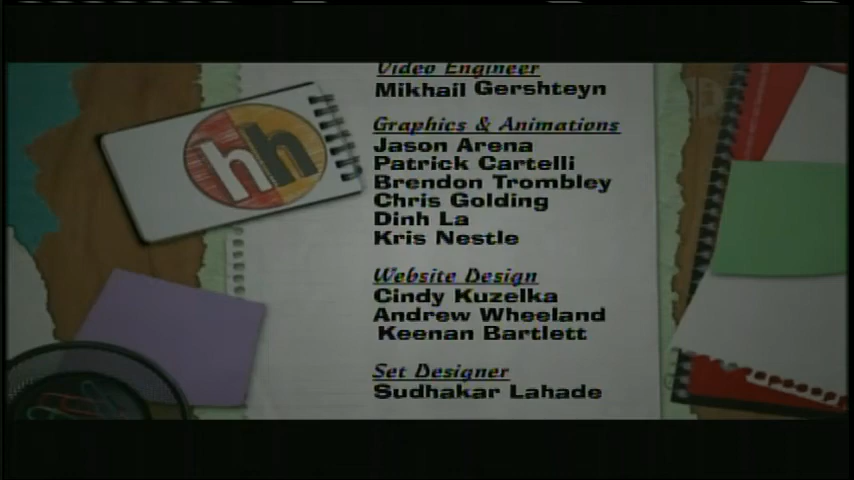 Video Engineer
Mikhail Gershteyn
Graphics & Animations
Jason Arena
Patrick Cartelli
Brendon Trombley
Chris Golding
Dinh La
Kris Nestle
Website Design
Cindy Kuzelka
Andrew Wheeland
Keenan Bartlett
Set Designer
Sudhakar Lahade
hh